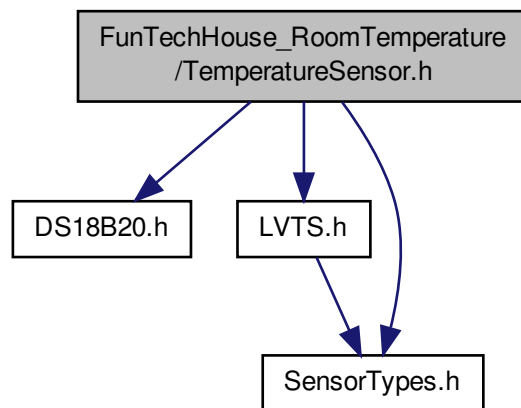 FunTechHouse_RoomTemperature
/TemperatureSensor.h
DS18B20.h
LVTS.h
SensorTypes.h